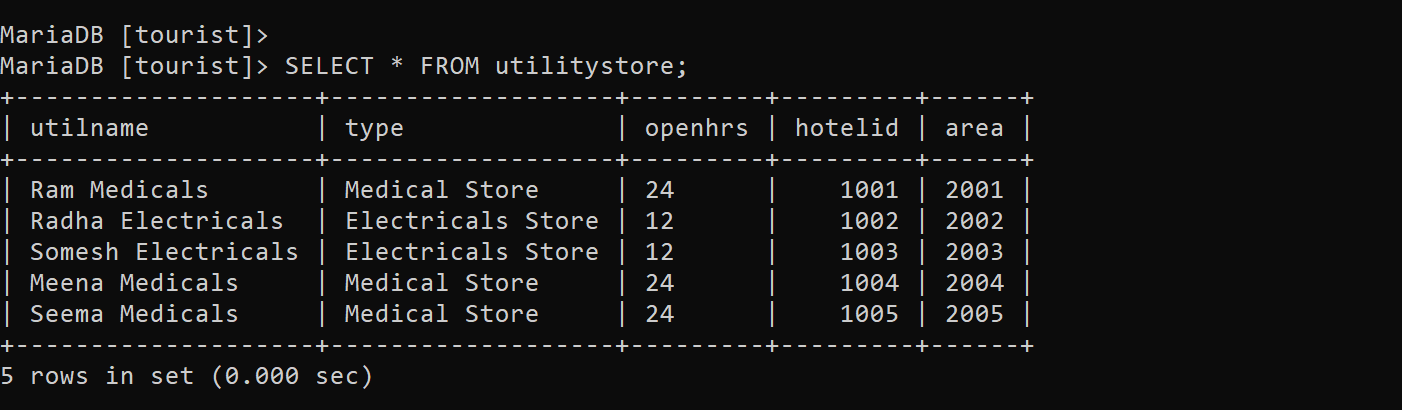 MariaDB [tourist]>
MariaDB [tourist]> SELECT * FROM utilitystore;
+--------------------+-------------------+---------+---------+------+
| utilname           | type              | openhrs | hotelid | area |
+--------------------+-------------------+---------+---------+------+
| Ram Medicals       | Medical Store     | 24      |    1001 | 2001 |
| Radha Electricals  | Electricals Store | 12      |    1002 | 2002 |
| Somesh Electricals | Electricals Store | 12      |    1003 | 2003 |
| Meena Medicals     | Medical Store     | 24      |    1004 | 2004 |
| Seema Medicals     | Medical Store     | 24      |    1005 | 2005 |
+--------------------+-------------------+---------+---------+------+
5 rows in set (0.000 sec)